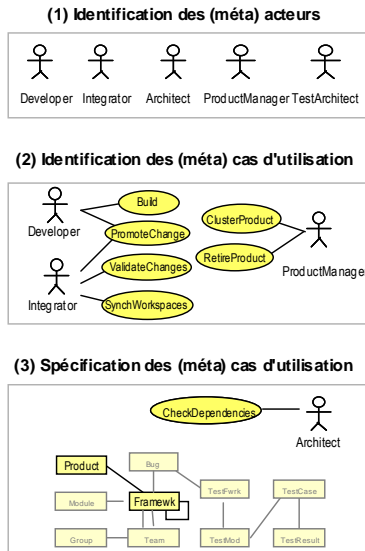 (1) Identification des (méta) acteurs
Developer Integrator Architect ProductManager TestArchitect
(2) Identification des (méta) cas d'utilisation
Build
ClusterProduct
Developer
PromoteChange
ValidateChanges
RetireProduct
ProductManager
Integrator
SynchWorkspaces
(3) Spécification des (méta) cas d'utilisation
CheckDependencies
Architect
Product
Bug
TestFwrk
TestCase
Module
Framewk
Group
Team
TestMod
TestResult